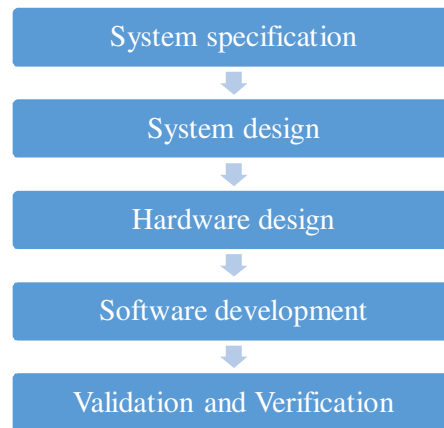 System specification
System design
Hardware design
Software development
Validation and Verification